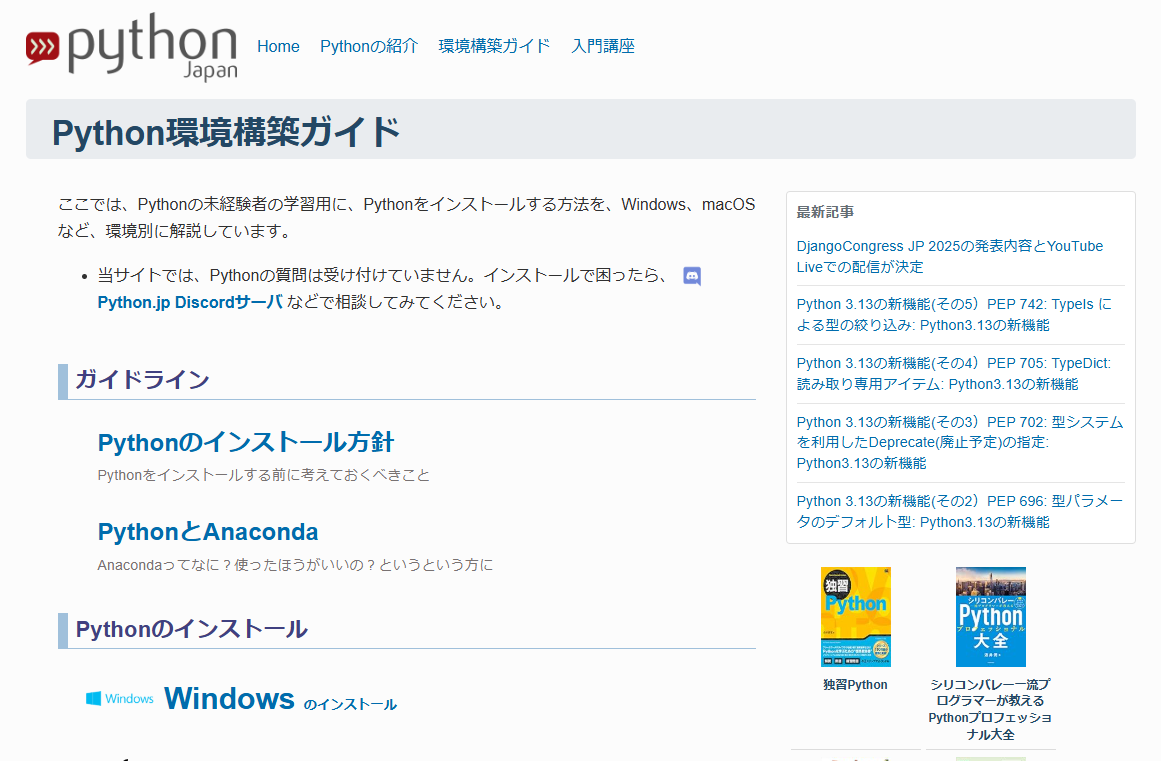 python
Japan
Home Pythonの紹介 環境構築ガイド 入門講座
Python環境構築ガイド
ここでは、Pythonの未経験者の学習用に、Pythonをインストールする方法を、Windows、macOS
など、環境別に解説しています。
• 当サイトでは、Pythonの質問は受け付けていません。インストールで困ったら、
Python.jp Discordサーバ などで相談してみてください。
ガイドライン
Pythonのインストール方針
Pythonをインストールする前に考えておくべきこと
PythonとAnaconda
Anacondaってなに？使ったほうがいいの？というという方に
Pythonのインストール
Windows Windows のインストール
最新記事
DjangoCongress JP 2025の発表内容とYouTube
Liveでの配信が決定
Python 3.13の新機能(その5）PEP 742: TypeIs に
よる型の絞り込み: Python3.13の新機能
Python 3.13の新機能(その4）PEP 705: TypeDict:
読み取り専用アイテム: Python3.13の新機能
Python 3.13の新機能(その3）PEP 702: 型システム
を利用したDeprecate(廃止予定)の指定:
Python3.13の新機能
Python 3.13の新機能(その2）PEP 696: 型パラメー
タのデフォルト型: Python3.13の新機能
独習
Python
独習Python
シリコンバレー
Python
プロフェッショナル
大全
シリコンバレー一流プ
ログラマーが教える
Pythonプロフェッショ
ナル大全